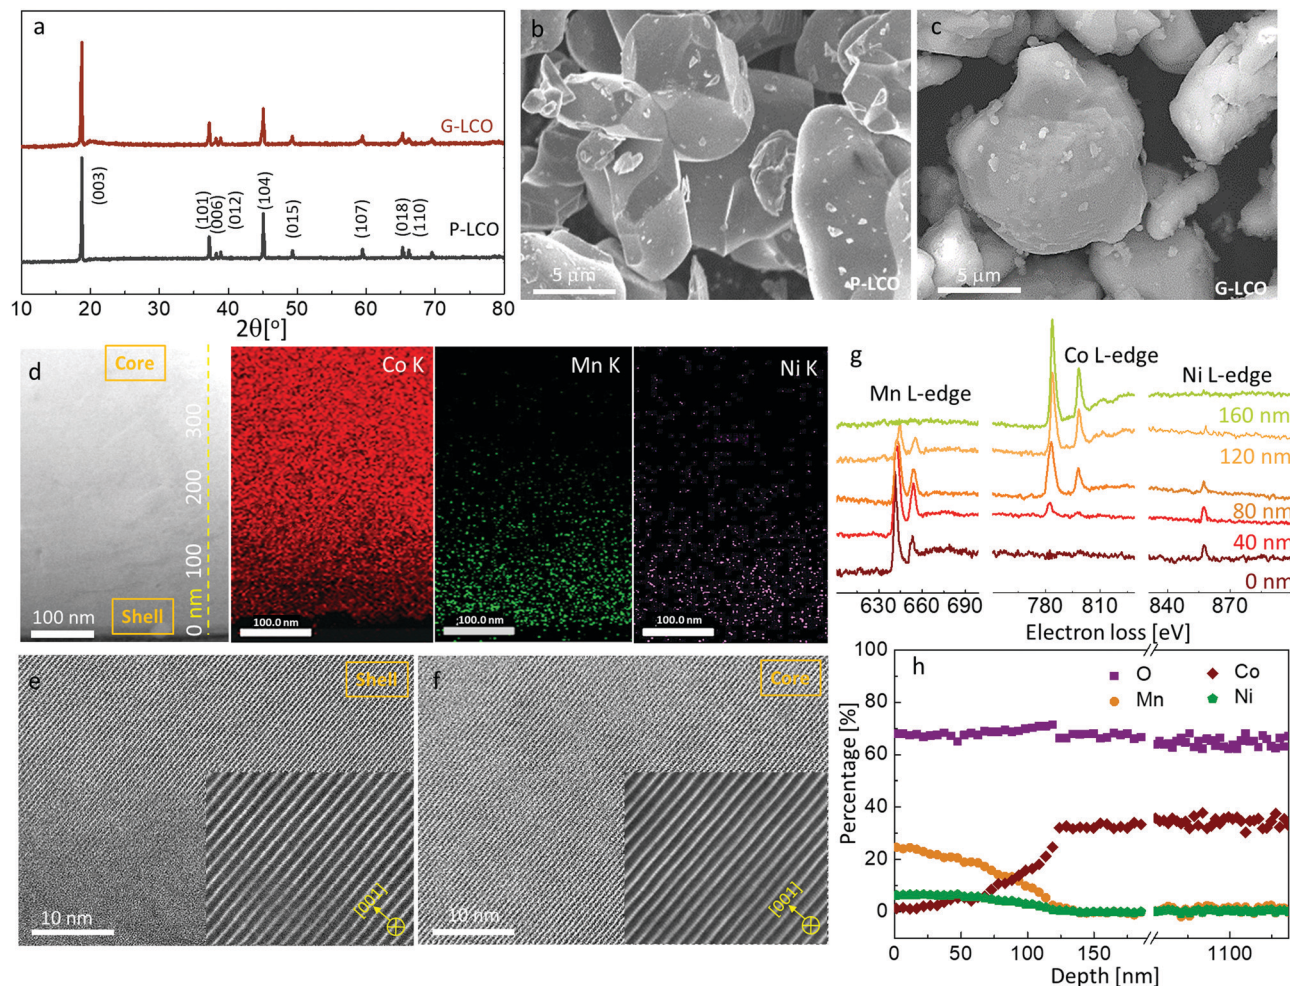 a
G-LCO
(003)
(101)
(006)
(012)
(104)
(015)
(107)
(018)
(110)
P-LCO
10 20 30 40 50 60 70 80
2θ[°]
b
5 μm
P-LCO
c
5 μm
G-LCO
d
Core
0 nm 100 200 300
100 nm
Shell
Co K
100.0 nm
Mn K
100.0 nm
Ni K
100.0 nm
g
Mn L-edge
Co L-edge
Ni L-edge
160 nm
120 nm
80 nm
40 nm
0 nm
630 660 690 780 810 840 870
Electron loss [eV]
e
Shell
10 nm
[001]
f
Core
10 nm
[001]
h
O
Co
Mn
Ni
Percentage [%]
100
80
60
40
20
0
0 50 100 150 1100
Depth [nm]